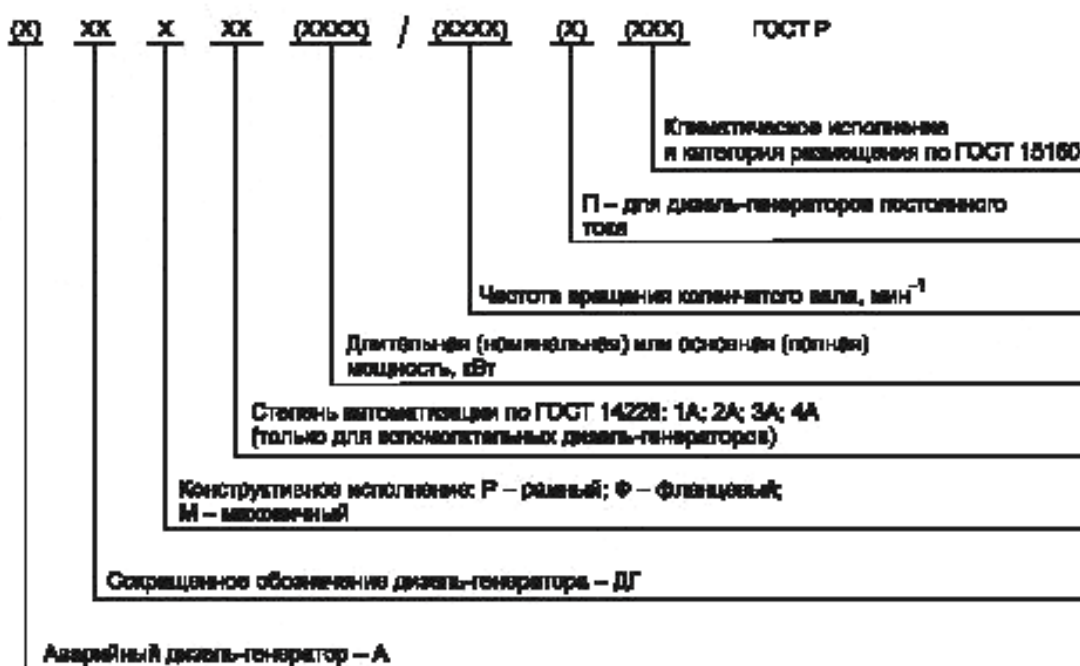 (X) XX X XX (XXXX) / (XXXX) (X) (XXX) ГОСТ Р
Климатическое исполнение
и категория размещения по ГОСТ 15150
П – для дизель-генераторов постоянного
тока
Частота вращения коленчатого вала, мин⁻¹
Длительная (номинальная) или основная (полная)
мощность, кВт
Степень автоматизации по ГОСТ 14228: 1А; 2А; 3А; 4А
(только для вспомогательных дизель-генераторов)
Конструктивное исполнение: Р – рамный; Ф – фланцевый;
М – маховичный
Сокращенное обозначение дизель-генератора – ДГ
Аварийный дизель-генератор – А